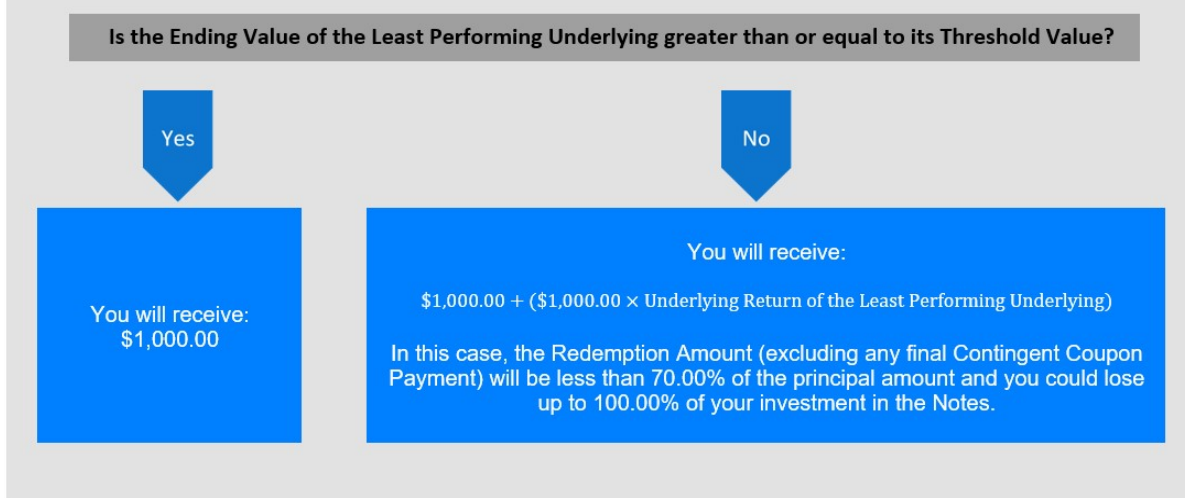 Is the Ending Value of the Least Performing Underlying greater than or equal to its Threshold Value?
Yes
No
You will receive:
$1,000.00
You will receive:
$1,000.00 + ($1,000.00 × Underlying Return of the Least Performing Underlying)
In this case, the Redemption Amount (excluding any final Contingent Coupon
Payment) will be less than 70.00% of the principal amount and you could lose
up to 100.00% of your investment in the Notes.